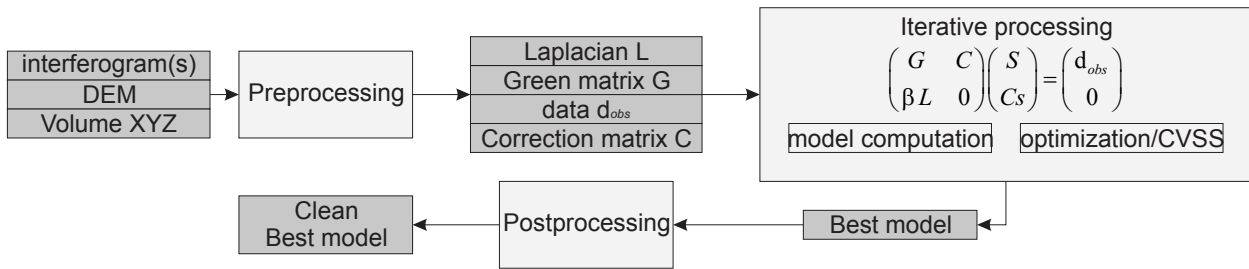 interferogram(s)
DEM
Volume XYZ
Preprocessing
Laplacian L
Green matrix G
data dobs
Correction matrix C
Iterative processing
G C S = dobs
β L 0 Cs 0
model computation
optimization/CVSS
Clean
Best model
Postprocessing
Best model